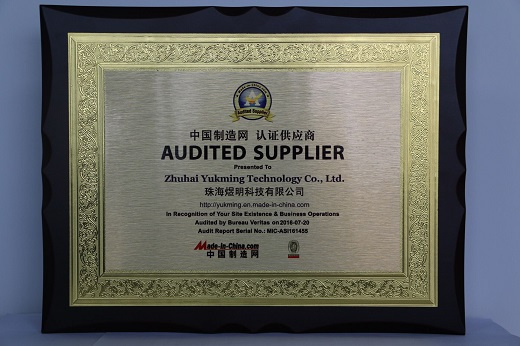 Audited Supplier
中国制造网 认证供应商
AUDITED SUPPLIER
Presented To
Zhuhai Yukming Technology Co., Ltd.
珠海煜明科技有限公司
http://yukming.en.made-in-china.com
In Recognition of Your Site Existence & Business Operations
Audited by Bureau Veritas on 2016-07-20
Audit Report Serial No.: MIC-ASI161455
Made-in-China.com
中国制造网